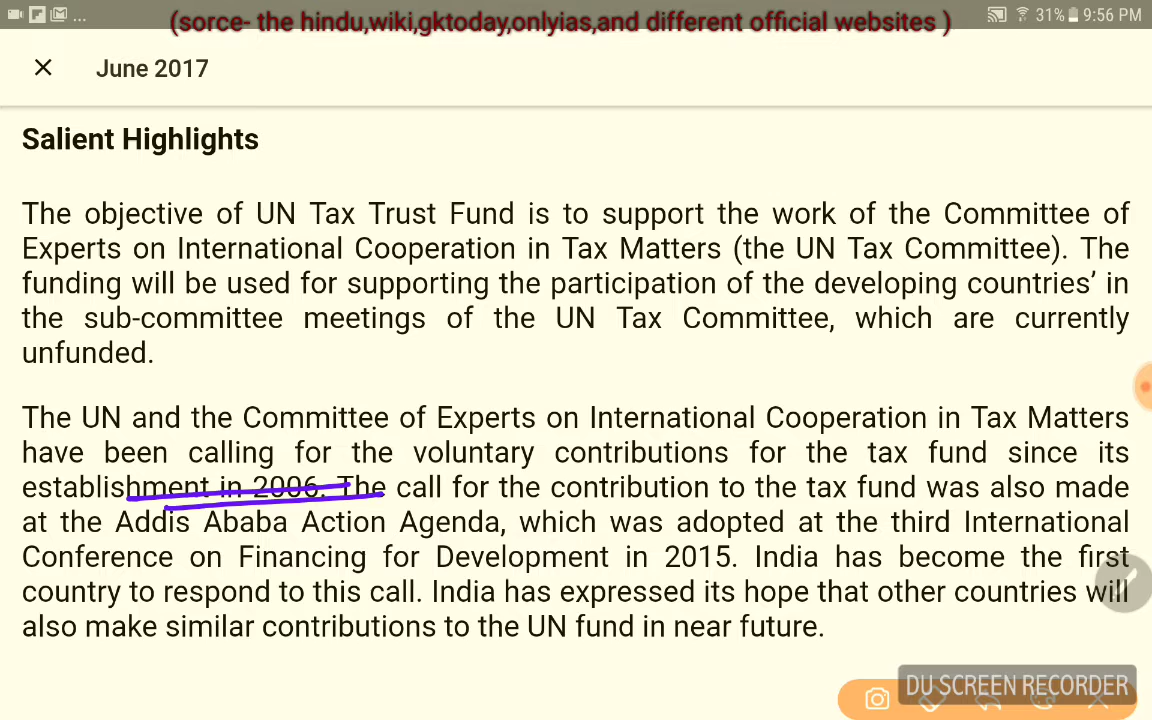 (sorce- the hindu,wiki,gktoday,onlyias,and different official websites )
... 31% 9:56 PM
× June 2017
Salient Highlights
The objective of UN Tax Trust Fund is to support the work of the Committee of
Experts on International Cooperation in Tax Matters (the UN Tax Committee). The
funding will be used for supporting the participation of the developing countries’ in
the sub-committee meetings of the UN Tax Committee, which are currently
unfunded.
The UN and the Committee of Experts on International Cooperation in Tax Matters
have been calling for the voluntary contributions for the tax fund since its
establishment in 2006. The call for the contribution to the tax fund was also made
at the Addis Ababa Action Agenda, which was adopted at the third International
Conference on Financing for Development in 2015. India has become the first
country to respond to this call. India has expressed its hope that other countries will
also make similar contributions to the UN fund in near future.
DU SCREEN RECORDER